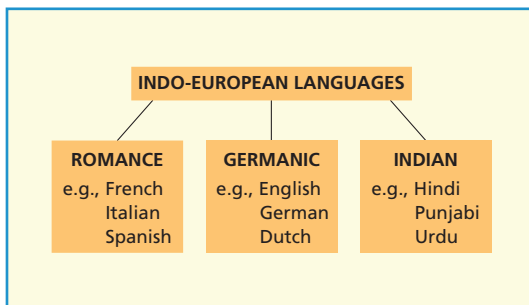 INDO-EUROPEAN LANGUAGES
ROMANCE
e.g., French
Italian
Spanish
GERMANIC
e.g., English
German
Dutch
INDIAN
e.g., Hindi
Punjabi
Urdu